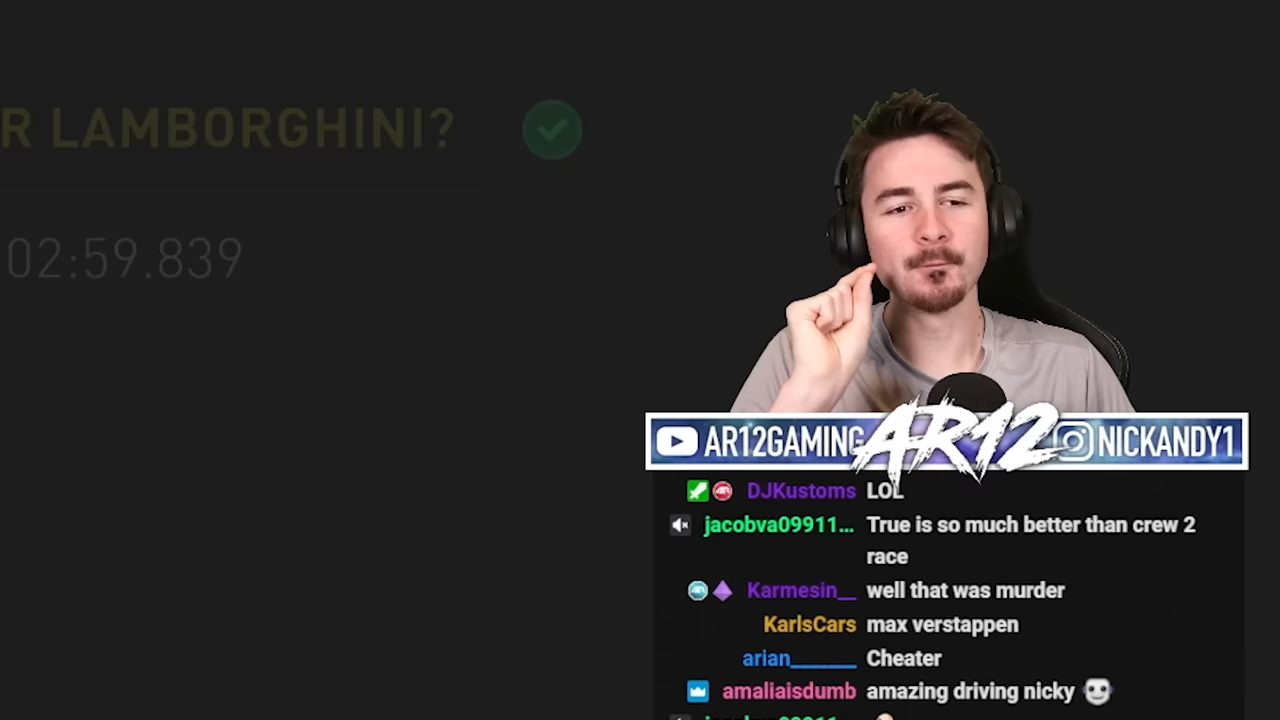 R LAMBORGHINI?
02:59.839
AR12GAMING AR12 NICKANDY1
DJKustoms LOL
jacobva09911... True is so much better than crew 2
race
Karmesin__ well that was murder
KarlsCars max verstappen
arian______ Cheater
amaliaisdumb amazing driving nicky